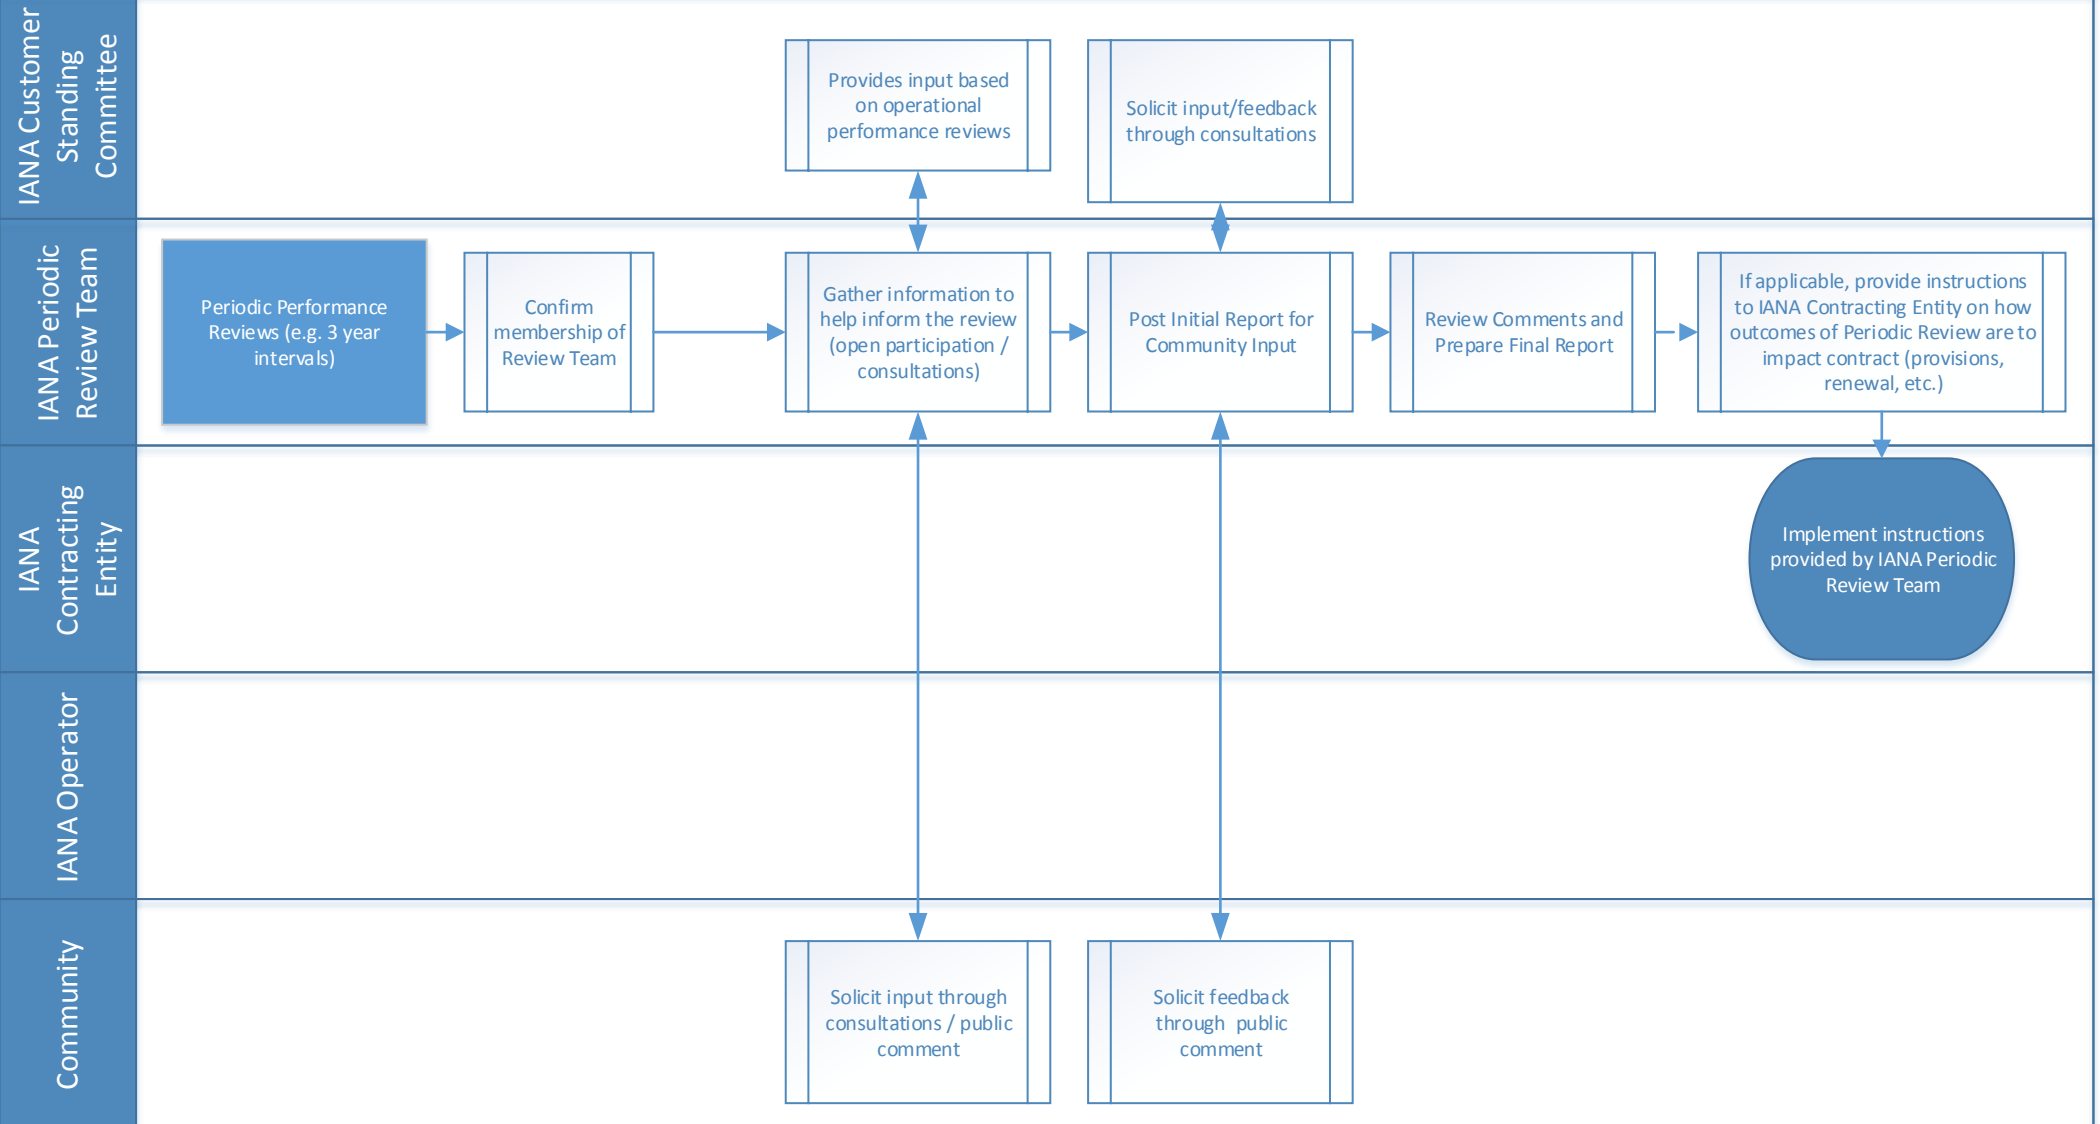 IANA Customer
Standing
Committee
Provides input based
on operational
performance reviews
Solicit input/feedback
through consultations
IANA Periodic
Review Team
Periodic Performance
Reviews (e.g. 3 year
intervals)
Confirm
membership of
Review Team
Gather information to
help inform the review
(open participation /
consultations)
Post Initial Report for
Community Input
Review Comments and
Prepare Final Report
If applicable, provide instructions
to IANA Contracting Entity on how
outcomes of Periodic Review are to
impact contract (provisions,
renewal, etc.)
IANA
Contracting
Entity
Implement instructions
provided by IANA Periodic
Review Team
IANA Operator
Community
Solicit input through
consultations / public
comment
Solicit feedback
through public
comment